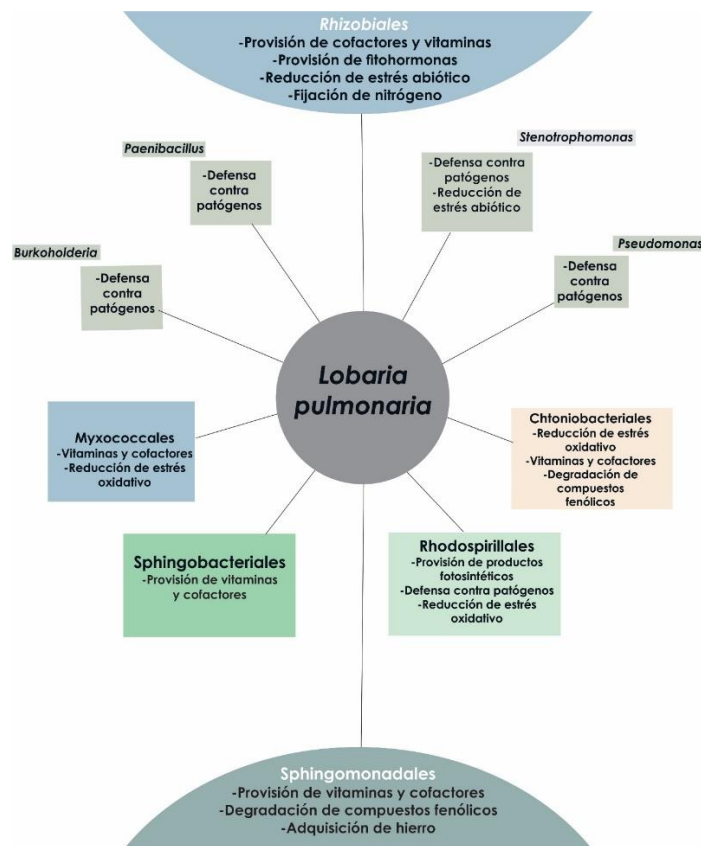 Rhizobiales
-Provisión de cofactores y vitaminas
-Provisión de fitohormonas
-Reducción de estrés abiótico
-Fijación de nitrógeno
Paenibacillus
-Defensa
contra
patógenos
Stenotrophomonas
-Defensa contra
patógenos
-Reducción de
estrés abiótico
Burkoholderia
-Defensa
contra
patógenos
Pseudomonas
-Defensa
contra
patógenos
Lobaria
pulmonaria
Myxococcales
-Vitaminas y cofactores
-Reducción de estrés
oxidativo
Chtoniobacteriales
-Reducción de estrés
oxidativo
-Vitaminas y cofactores
-Degradación de
compuestos
fenólicos
Sphingobacteriales
-Provisión de vitaminas
y cofactores
Rhodospirillales
-Provisión de productos
fotosintéticos
-Defensa contra patógenos
-Reducción de estrés
oxidativo
Sphingomonadales
-Provisión de vitaminas y cofactores
-Degradación de compuestos fenólicos
-Adquisición de hierro